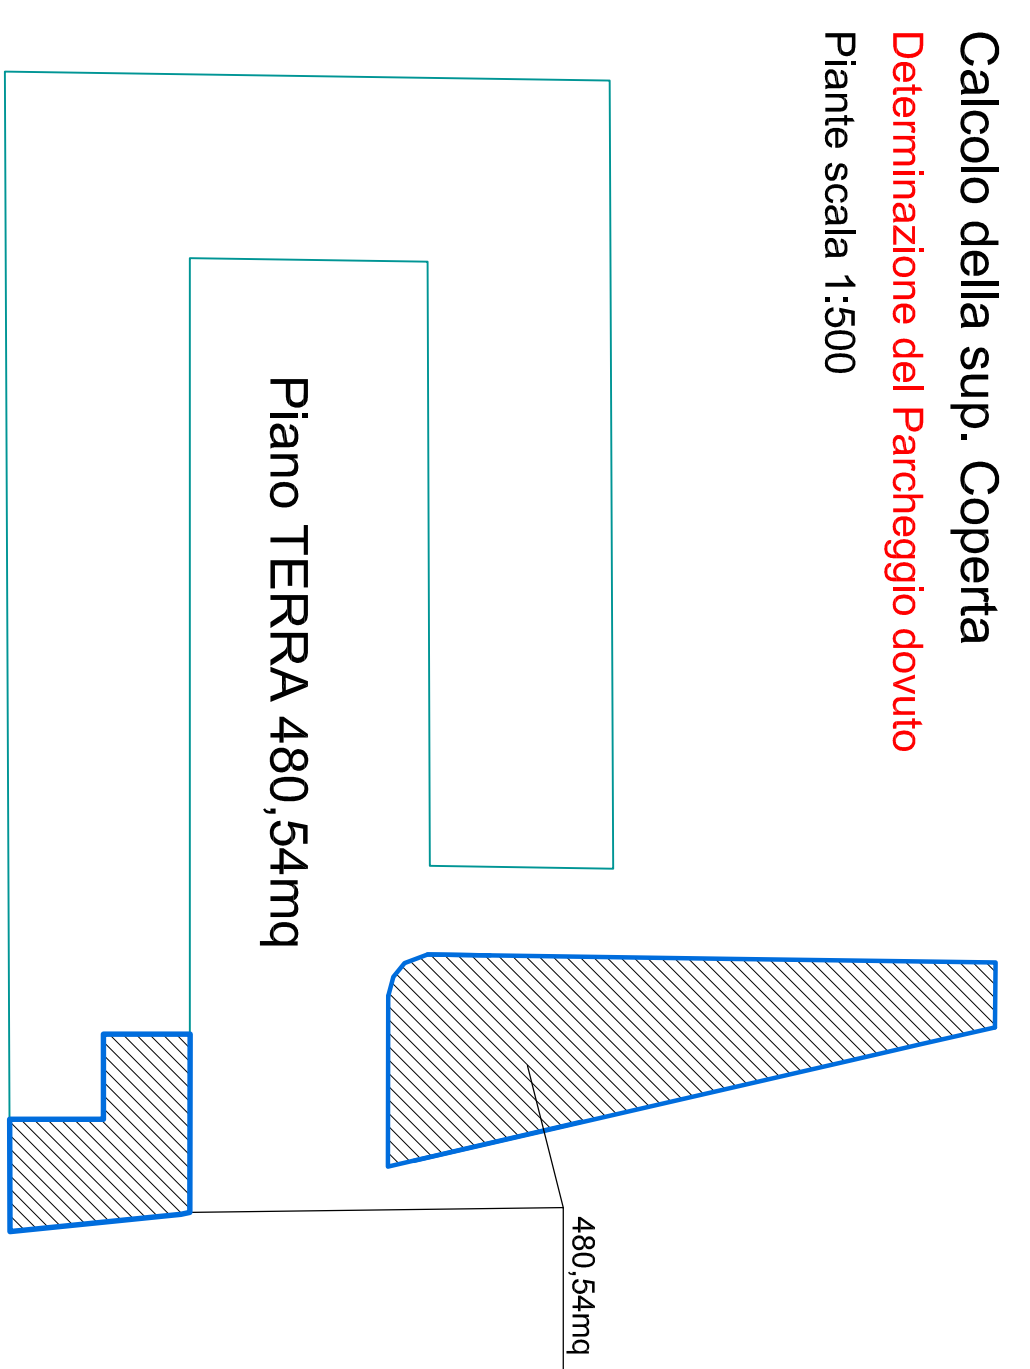 Calcolo della sup. Coperta
Determinazione del Parcheggio dovuto
Piante scala 1:500
Piano TERRA 480,54mq
480,54mq